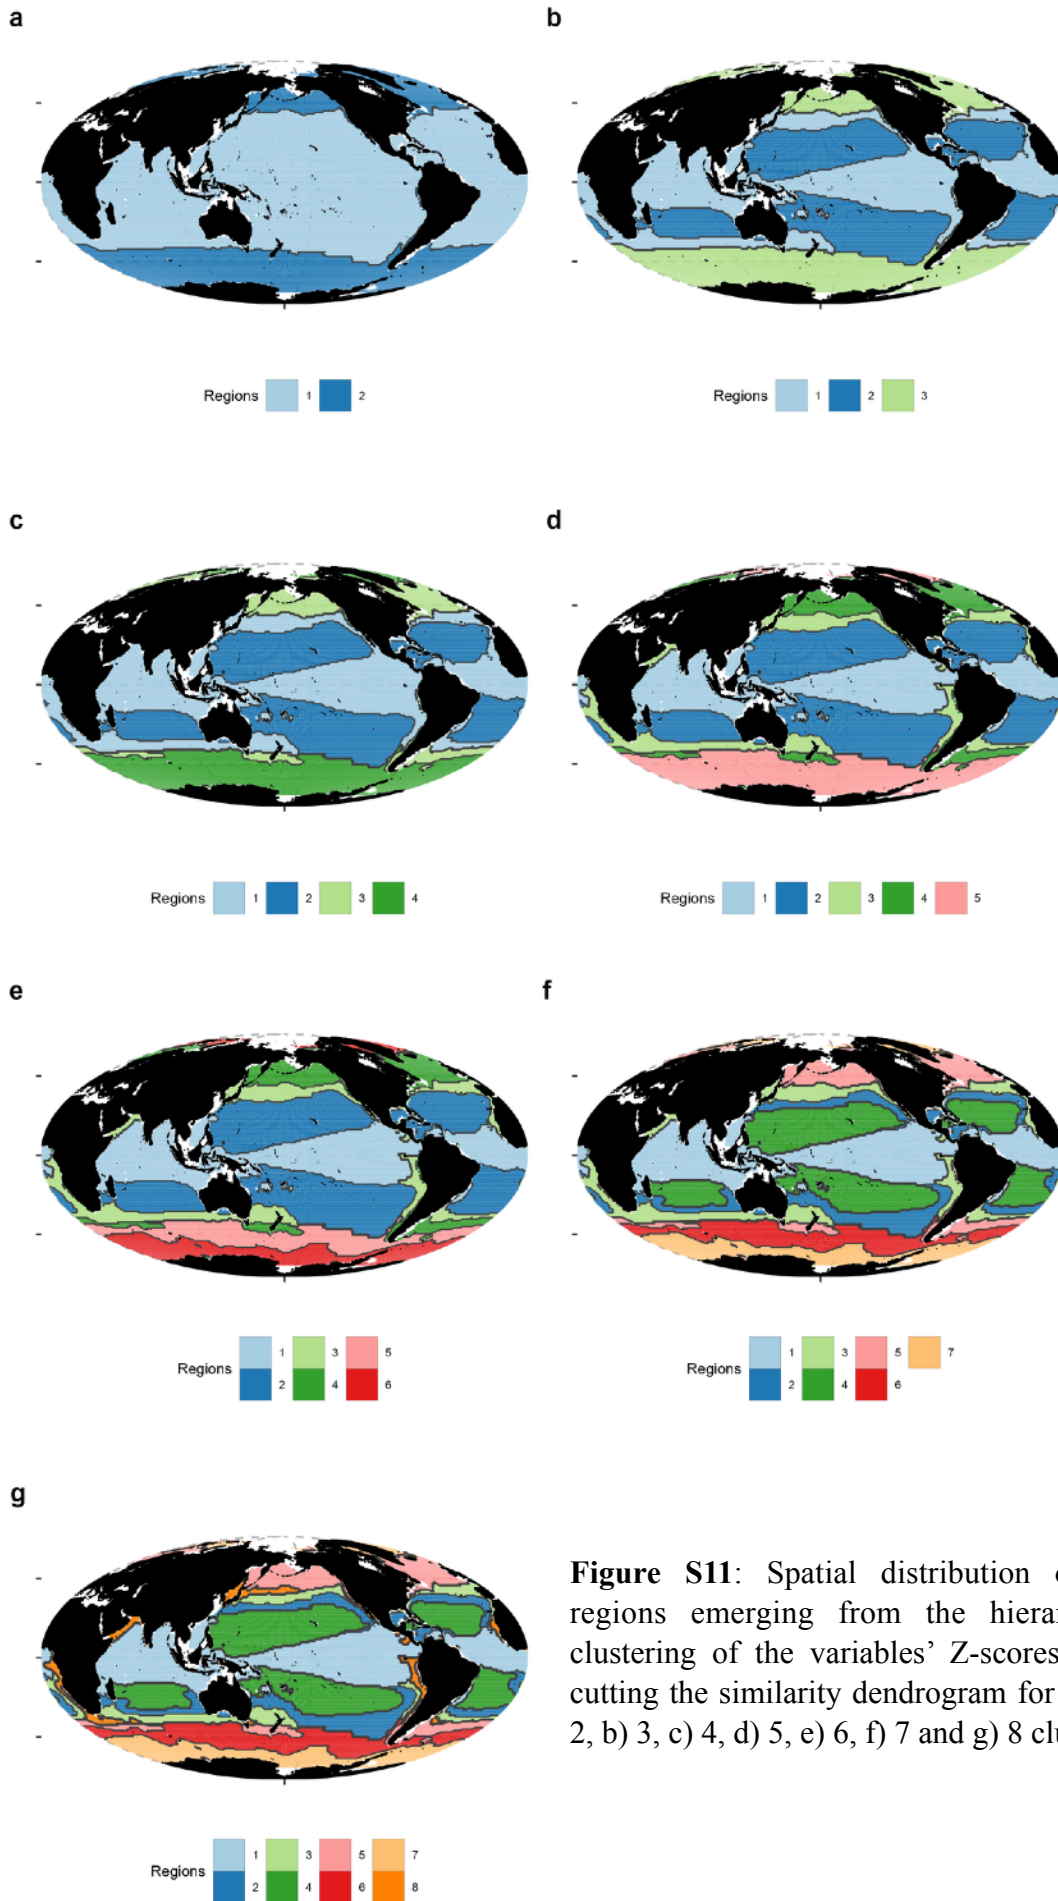 a
b
Regions 1 2
Regions 1 2 3
c
d
Regions 1 2 3 4
Regions 1 2 3 4 5
e
f
1 3 5
Regions
2 4 6
1 3 5 7
Regions
2 4 6
g
Figure S11: Spatial distribution
regions emerging from the
clustering of the variables’ Z-scores
cutting the similarity dendrogram for
2, b) 3, c) 4, d) 5, e) 6, f) 7 and g) 8
1 3 5 7
Regions
2 4 6 8